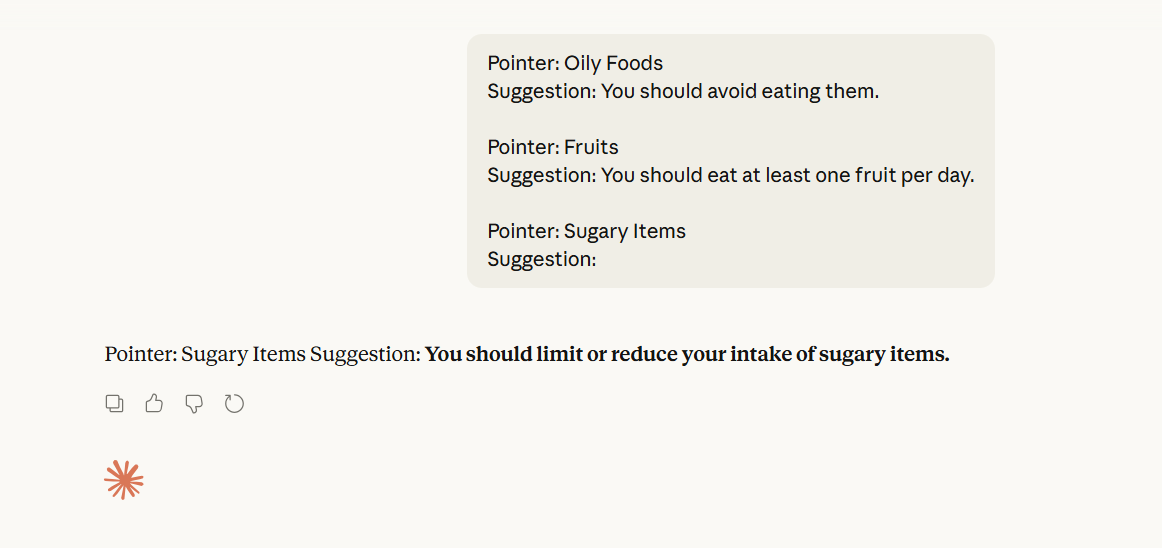 Pointer: Oily Foods
Suggestion: You should avoid eating them.
Pointer: Fruits
Suggestion: You should eat at least one fruit per day.
Pointer: Sugary Items
Suggestion:
Pointer: Sugary Items Suggestion: You should limit or reduce your intake of sugary items.